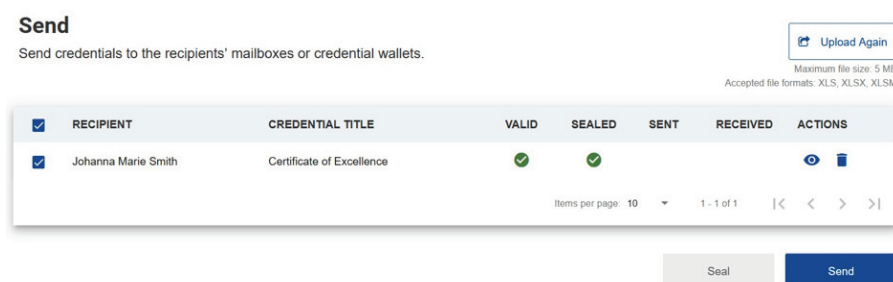 Send
Send credentials to the recipients' mailboxes or credential wallets.
Upload Again
Maximum file size: 5 MB
Accepted file formats: XLS, XLSX, XLSM
RECIPIENT CREDENTIAL TITLE VALID SEALED SENT RECEIVED ACTIONS
Johanna Marie Smith Certificate of Excellence
Items per page: 10 1 - 1 of 1
Seal Send